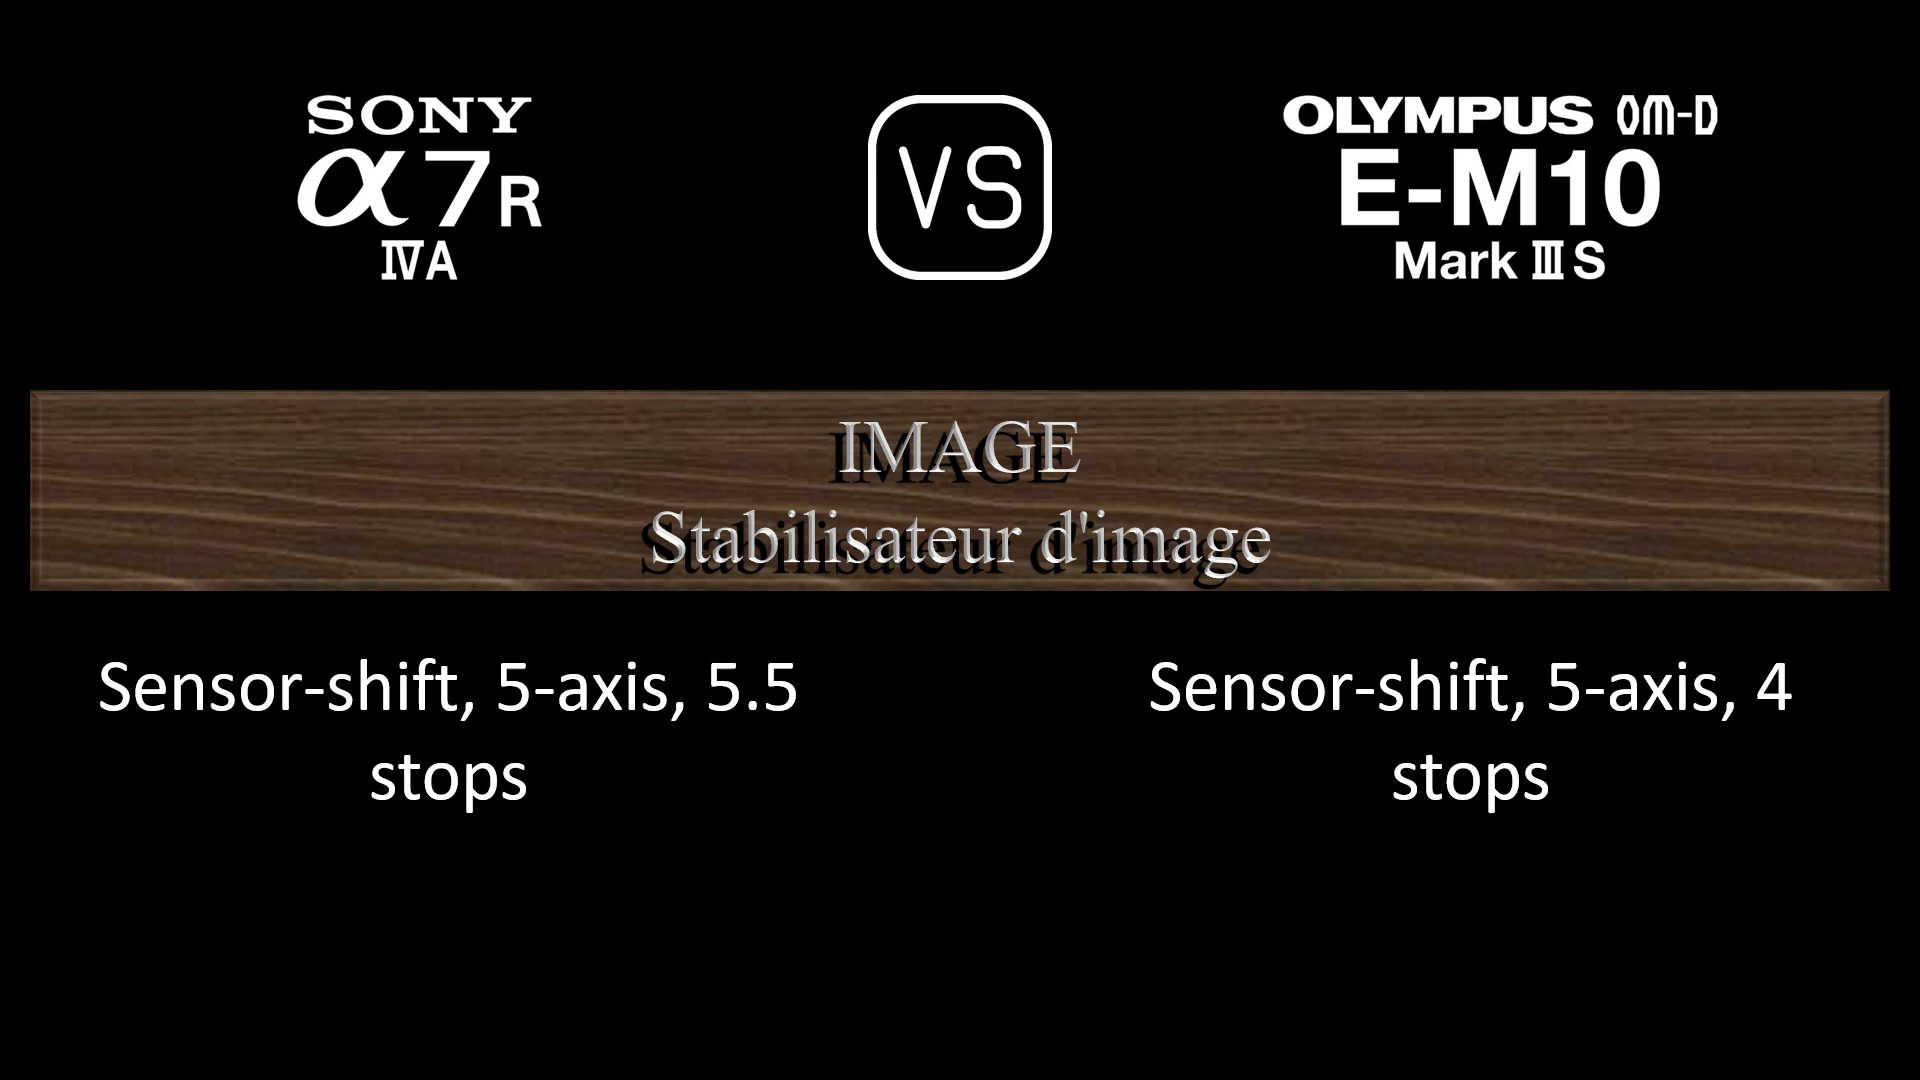 SONY
α7R
IVA
VS
OLYMPUS OM-D
E-M10
Mark III S
IMAGE
Stabilisateur d'image
Sensor-shift, 5-axis, 5.5
stops
Sensor-shift, 5-axis, 4
stops